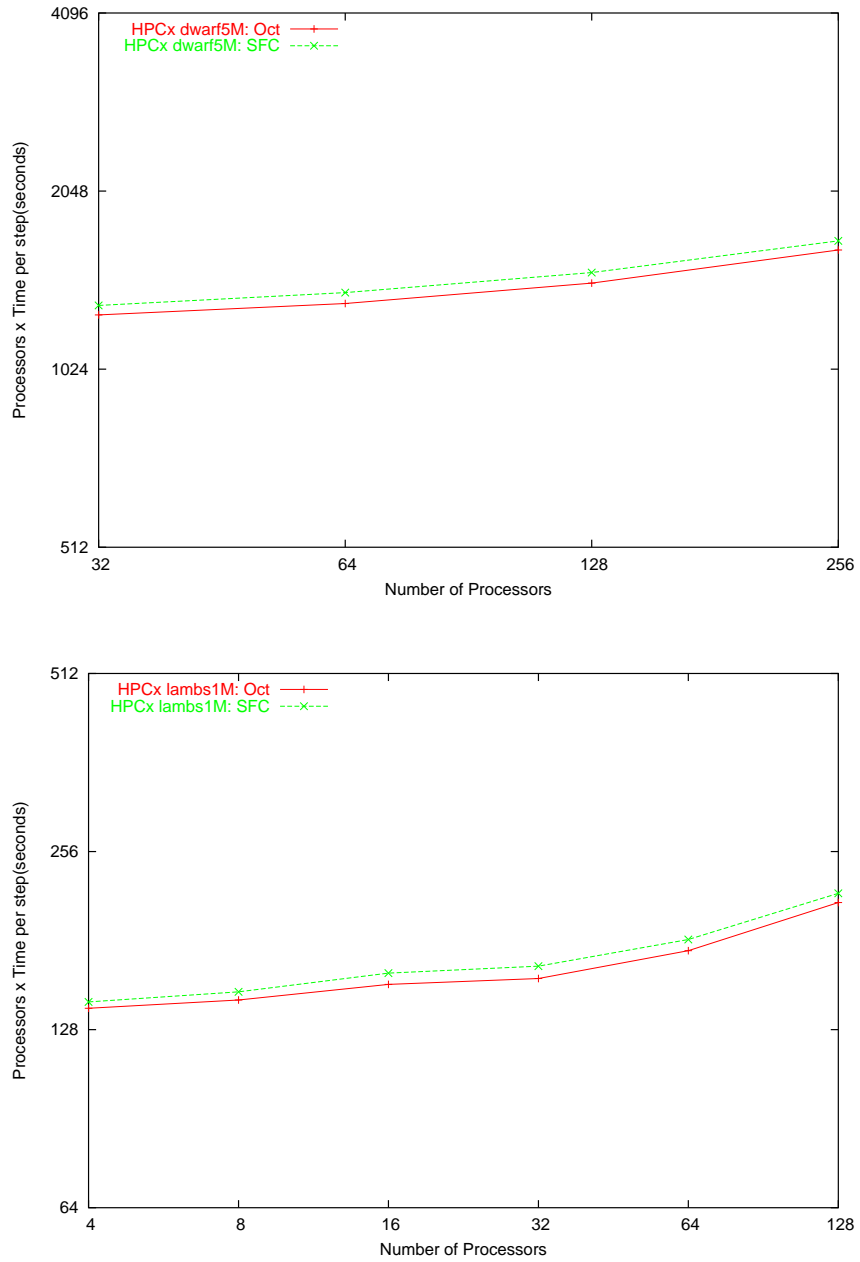 4096
HPCx dwarf5M: Oct
HPCx dwarf5M: SFC
2048
Processors x Time per step(seconds)
1024
512
32 64 128 256
Number of Processors
512
HPCx lambs1M: Oct
HPCx lambs1M: SFC
256
Processors x Time per step(seconds)
128
64
4 8 16 32 64 128
Number of Processors